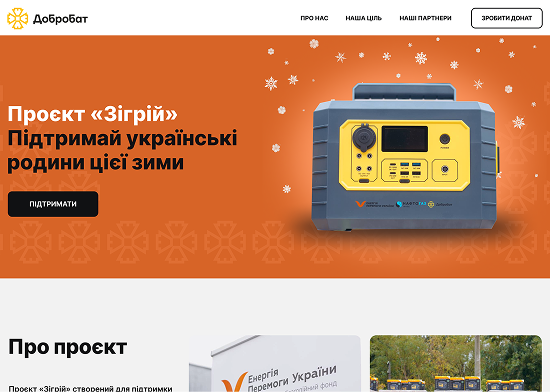 Добробат
ПРО НАС
НАША ЦІЛЬ
НАШІ ПАРТНЕРИ
ЗРОБИТИ ДОНАТ
Проєкт «Зігрій»
Підтримай українські
родини цієї зими
ПІДТРИМАТИ
Про проєкт
Проєкт «Зігрій» створений для підтримки
Енергія
Перемоги України
фонд